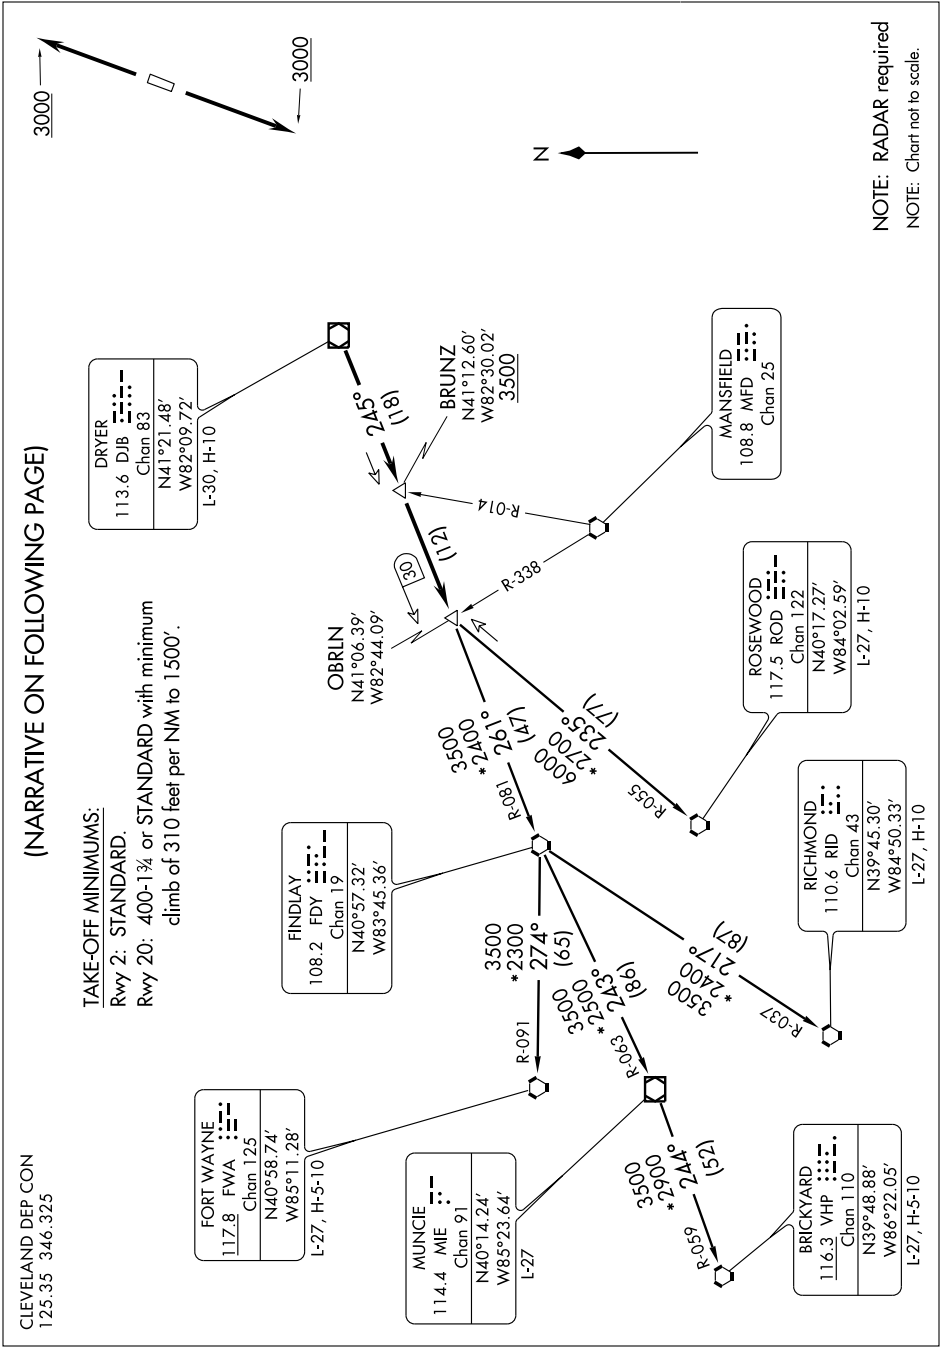 (NARRATIVE ON FOLLOWING PAGE)
CLEVELAND DEP CON
125.35 346.325
TAKE-OFF MINIMUMS:
Rwy 2: STANDARD.
Rwy 20: 400-1¾ or STANDARD with minimum
climb of 310 feet per NM to 1500'.
3000
3000
N
DRYER
113.6 DJB
Chan 83
N41°21.48'
W82°09.72'
L-30, H-10
245°
(18)
BRUNZ
N41°12.60'
W82°30.02'
3500
R-014
(12)
30
OBRLN
N41°06.39'
W82°44.09'
R-338
MANSFIELD
108.8 MFD
Chan 25
3500
*2400
261°
(47)
R-081
6000
*2700
235°
(77)
R-055
ROSEWOOD
117.5 ROD
Chan 122
N40°17.27'
W84°02.59'
L-27, H-10
FINDLAY
108.2 FDY
Chan 19
N40°57.32'
W83°45.36'
3500
*2300
274°
(65)
R-091
3500
*2500
243°
(86)
R-063
3500
*2400
217°
(87)
R-037
RICHMOND
110.6 RID
Chan 43
N39°45.30'
W84°50.33'
L-27, H-10
FORT WAYNE
117.8 FWA
Chan 125
N40°58.74'
W85°11.28'
L-27, H-5-10
MUNCIE
114.4 MIE
Chan 91
N40°14.24'
W85°23.64'
L-27
3500
*2900
244°
(52)
R-059
BRICKYARD
116.3 VHP
Chan 110
N39°48.88'
W86°22.05'
L-27, H-5-10
NOTE: RADAR required
NOTE: Chart not to scale.